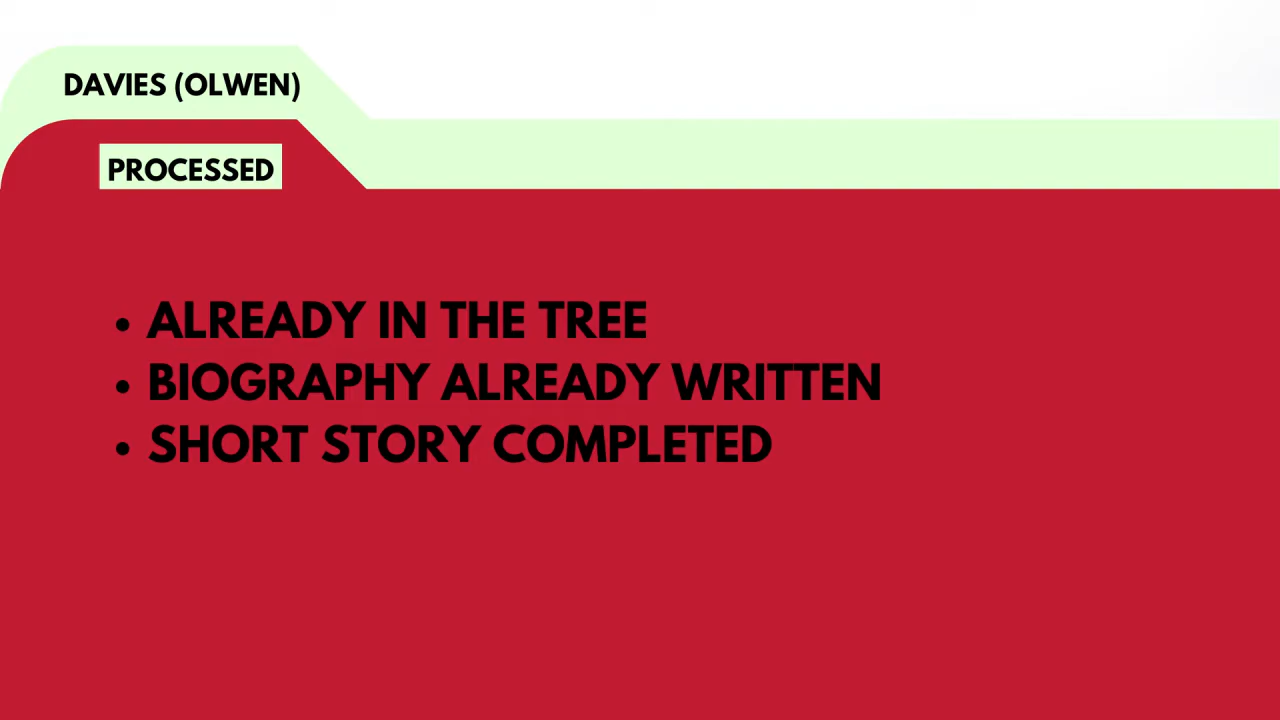 DAVIES (OLWEN)
PROCESSED
• ALREADY IN THE TREE
• BIOGRAPHY ALREADY WRITTEN
• SHORT STORY COMPLETED